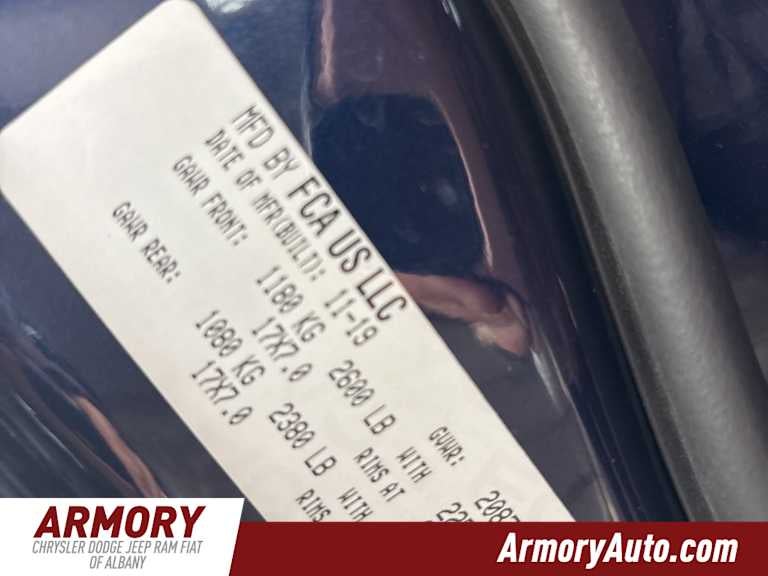 MFD BY FCA US LLC
DATE OF MFR(BUILD): 11-19 GVWR:
GAWR FRONT: 1180 KG 2600 LB WITH
17X7.0 RIMS AT
GAWR REAR: 1080 KG 2380 LB WITH
17X7.0 RIMS
ARMORY
CHRYSLER DODGE JEEP RAM FIAT
OF ALBANY
ArmoryAuto.com